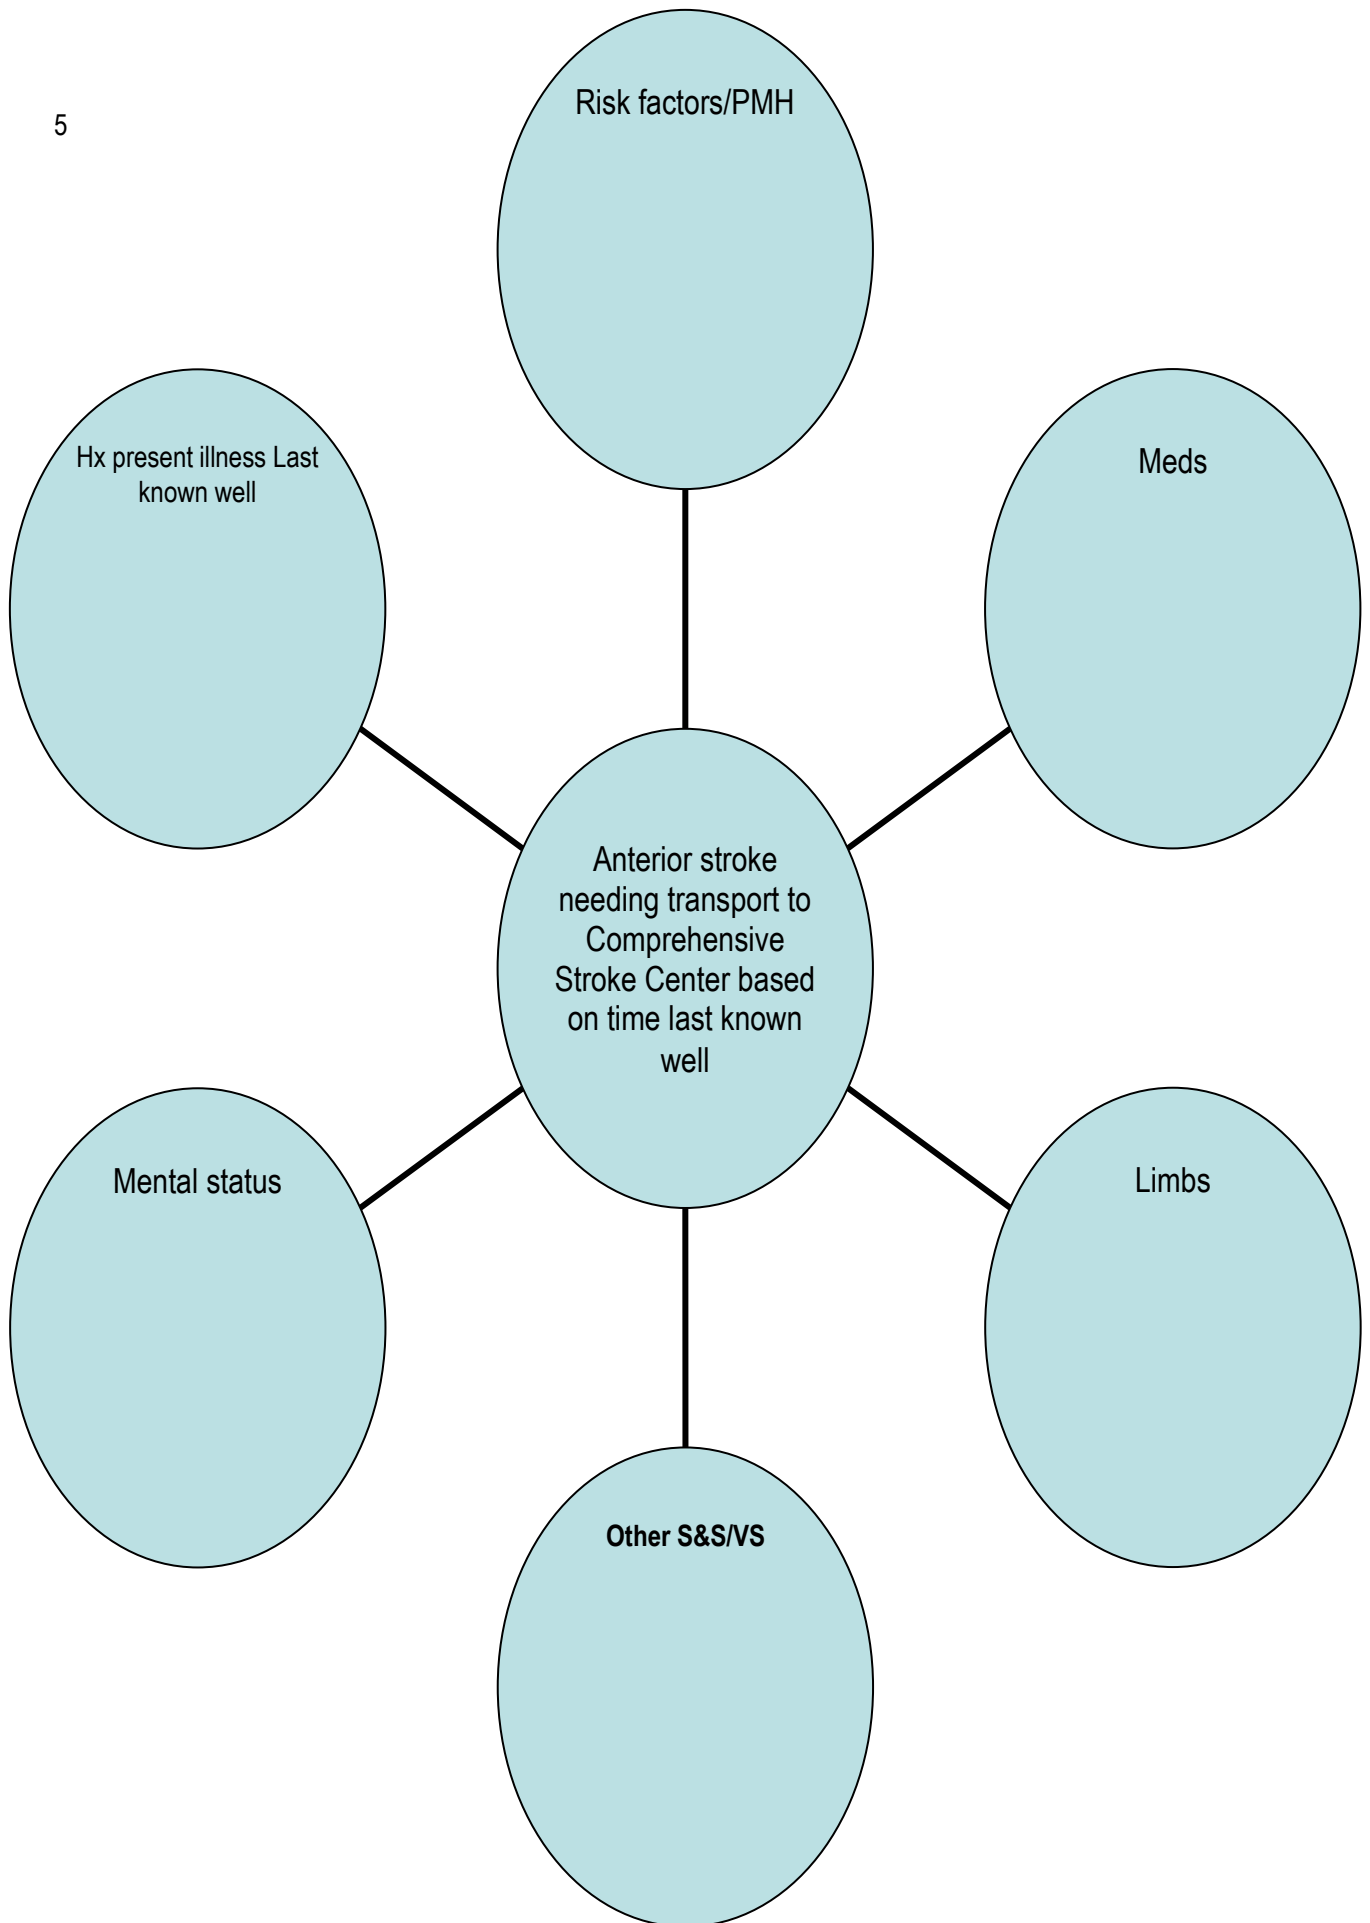 5
Risk factors/PMH
Hx present illness Last
known well
Meds
Anterior stroke
needing transport to
Comprehensive
Stroke Center based
on time last known
well
Mental status
Limbs
Other S&S/VS